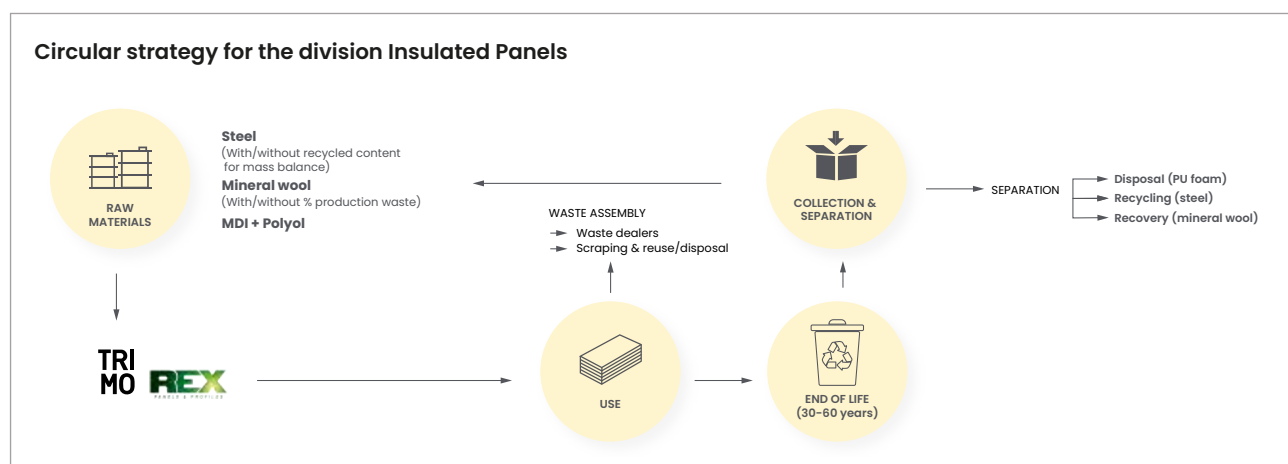 Circular strategy for the division Insulated Panels
RAW
MATERIALS
Steel
(With/without recycled content
for mass balance)
Mineral wool
(With/without % production waste)
MDI + Polyol
COLLECTION &
SEPARATION
SEPARATION
Disposal (PU foam)
Recycling (steel)
Recovery (mineral wool)
WASTE ASSEMBLY
Waste dealers
Scraping & reuse/disposal
TRI
MO
REX
PANELS & PROFILES
USE
END OF LIFE
(30-60 years)